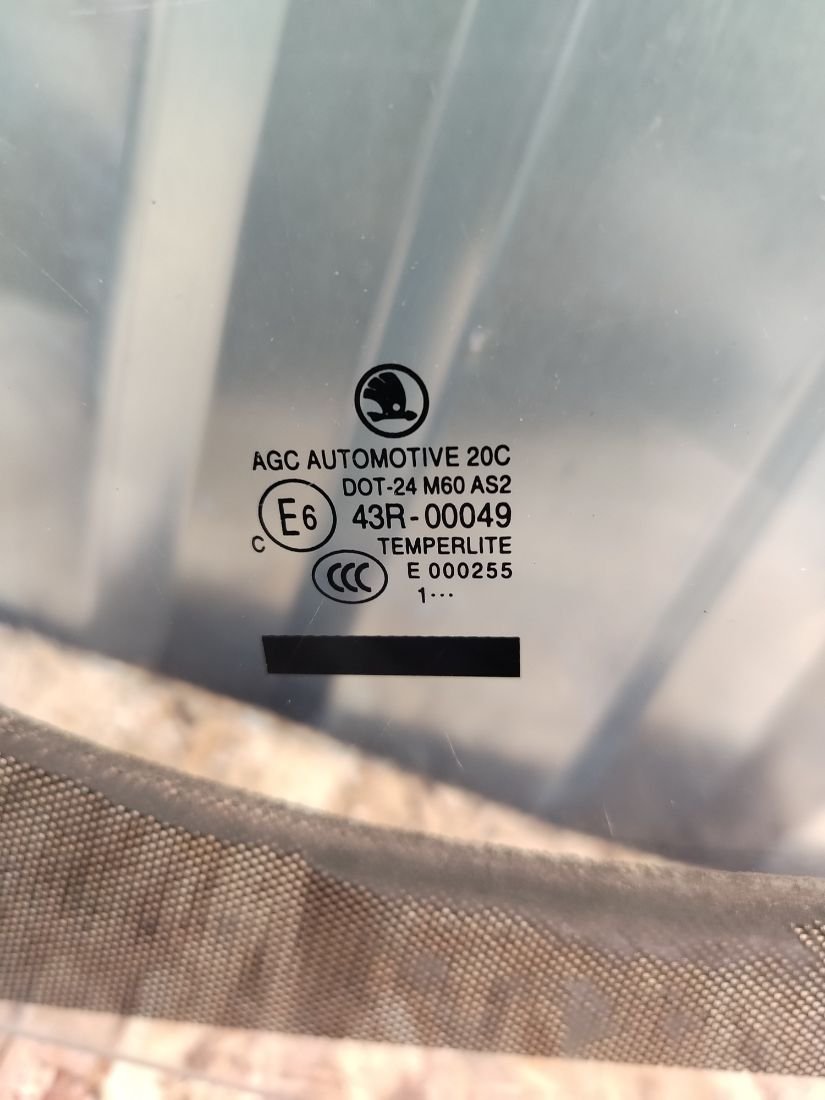 AGC AUTOMOTIVE 20C
DOT-24 M60 AS2
E6 43R-00049
C TEMPERLITE
CCC E 000255
1···